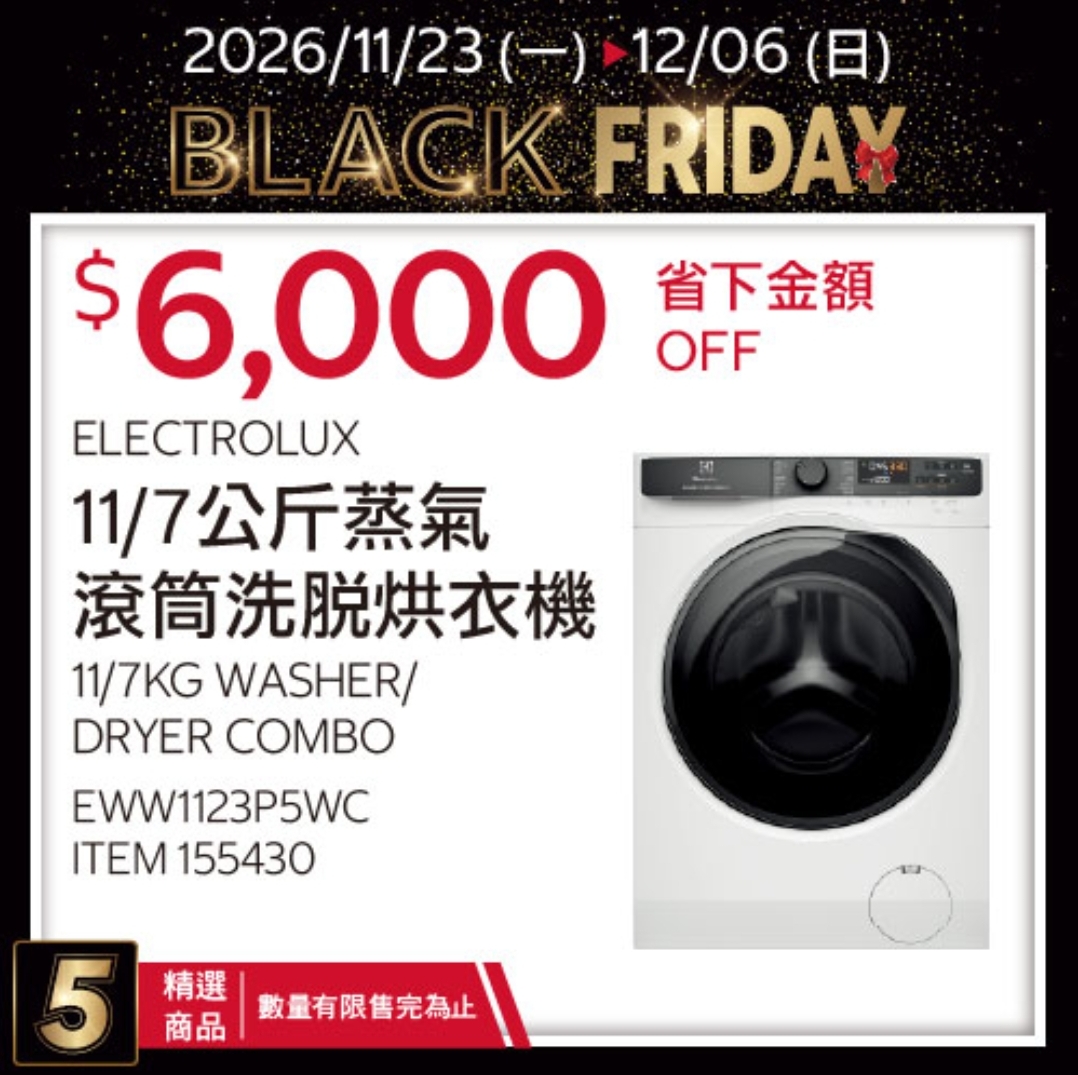 2026/11/23 (一) ▶ 12/06 (日)
BLACK FRIDAY
$6,000 省下金額
OFF
ELECTROLUX
11/7公斤蒸氣
滾筒洗脫烘衣機
11/7KG WASHER/
DRYER COMBO
EWW1123P5WC
ITEM 155430
5
精選
商品
數量有限售完為止